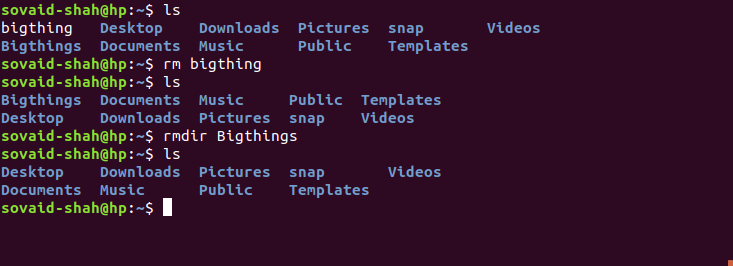 sovaid-shah@hp:~$ ls
bigthing   Desktop    Downloads  Pictures  snap       Videos
Bigthings  Documents  Music      Public    Templates
sovaid-shah@hp:~$ rm bigthing
sovaid-shah@hp:~$ ls
Bigthings  Documents  Music     Public  Templates
Desktop    Downloads  Pictures  snap    Videos
sovaid-shah@hp:~$ rmdir Bigthings
sovaid-shah@hp:~$ ls
Desktop    Downloads  Pictures  snap       Videos
Documents  Music      Public    Templates
sovaid-shah@hp:~$